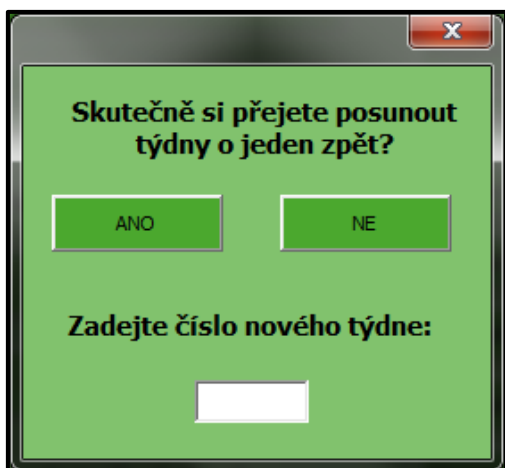 Skutečně si přejete posunout
týdny o jeden zpět?
ANO
NE
Zadejte číslo nového týdne: